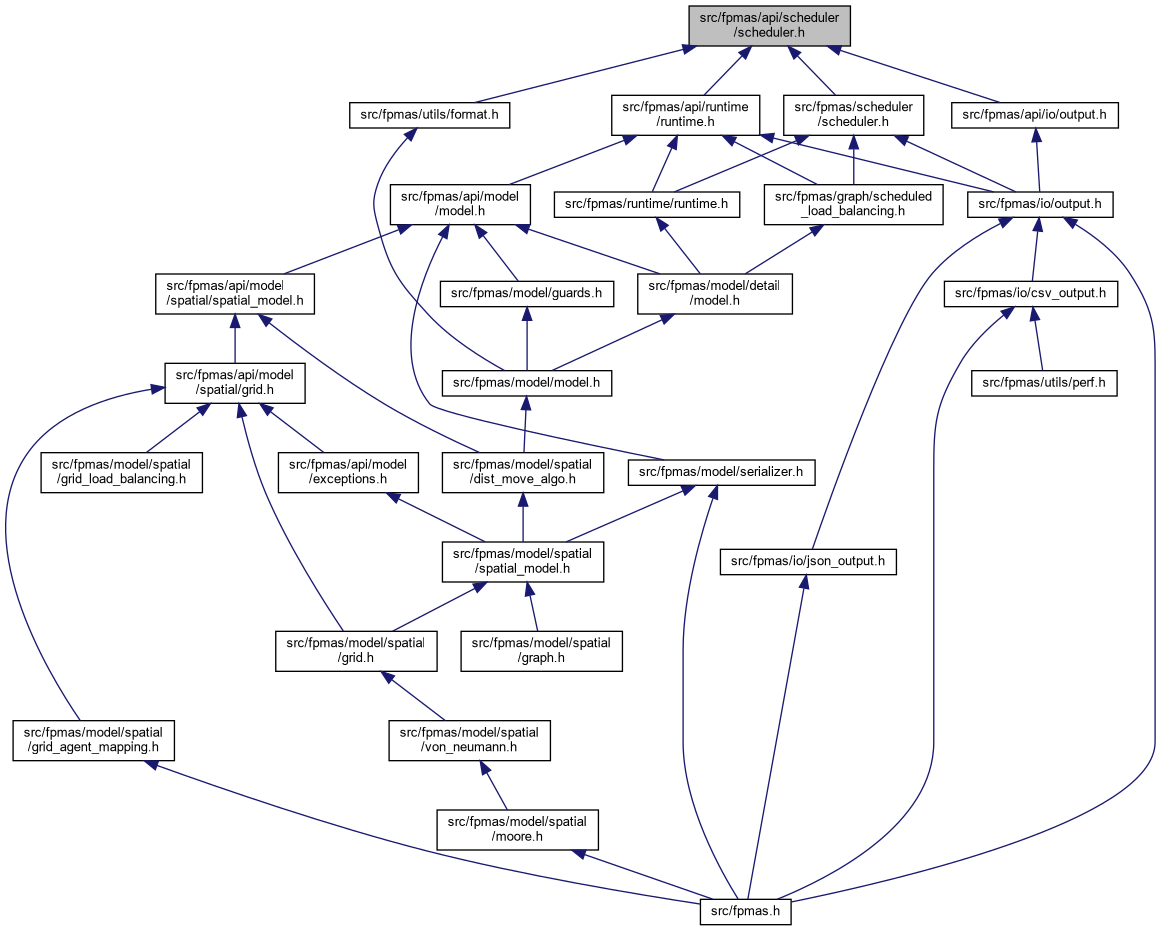 src/fpmas/api/scheduler
/scheduler.h
src/fpmas/utils/format.h
src/fpmas/api/runtime
/runtime.h
src/fpmas/scheduler
/scheduler.h
src/fpmas/api/io/output.h
src/fpmas/api/model
/model.h
src/fpmas/runtime/runtime.h
src/fpmas/graph/scheduled
_load_balancing.h
src/fpmas/io/output.h
src/fpmas/api/model
/spatial/spatial_model.h
src/fpmas/model/guards.h
src/fpmas/model/detail
/model.h
src/fpmas/io/csv_output.h
src/fpmas/api/model
/spatial/grid.h
src/fpmas/model/model.h
src/fpmas/utils/perf.h
src/fpmas/model/spatial
/grid_load_balancing.h
src/fpmas/api/model
/exceptions.h
src/fpmas/model/spatial
/dist_move_algo.h
src/fpmas/model/serializer.h
src/fpmas/model/spatial
/spatial_model.h
src/fpmas/io/json_output.h
src/fpmas/model/spatial
/grid.h
src/fpmas/model/spatial
/graph.h
src/fpmas/model/spatial
/grid_agent_mapping.h
src/fpmas/model/spatial
/von_neumann.h
src/fpmas/model/spatial
/moore.h
src/fpmas.h